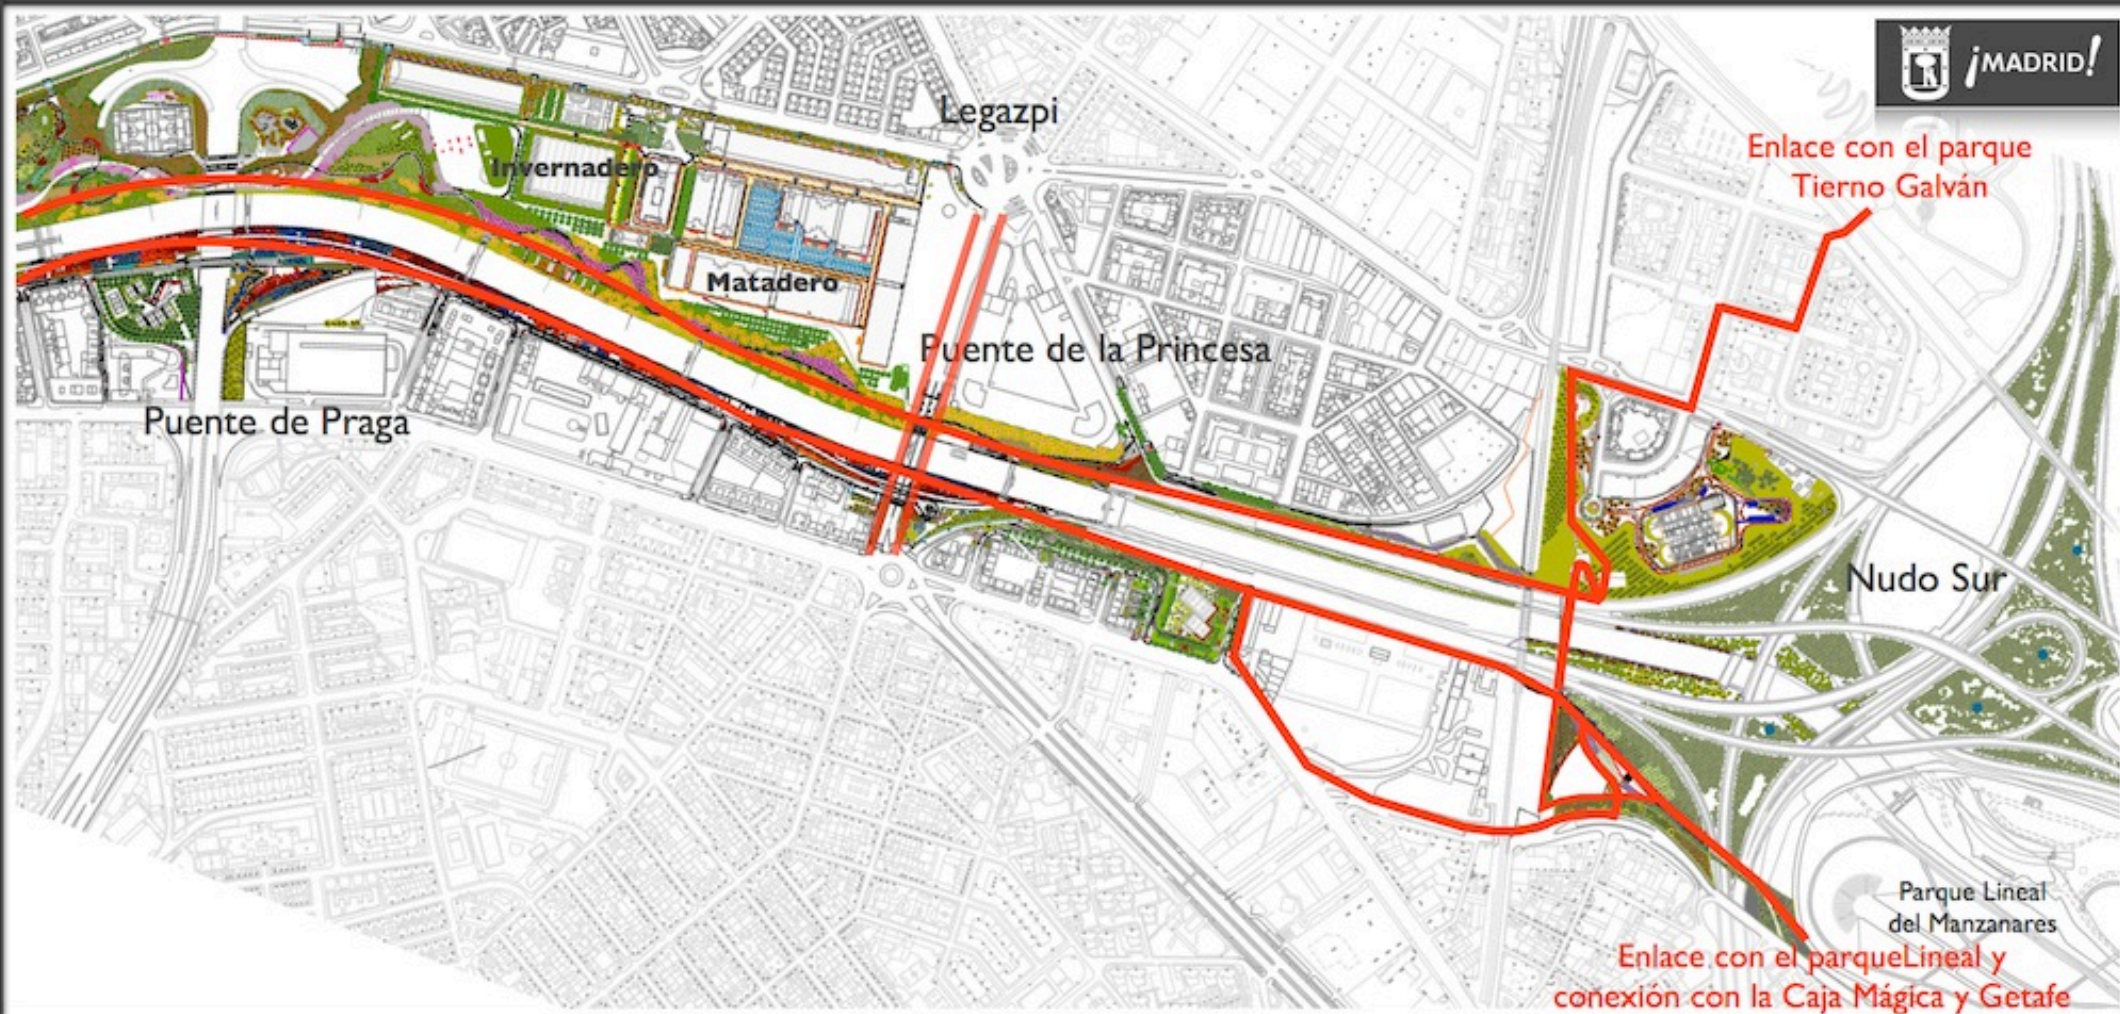 ¡MADRID!
Legazpi
Enlace con el parque
Tierno Galván
Invernadero
Matadero
Puente de la Princesa
Puente de Praga
Nudo Sur
Parque Lineal
del Manzanares
Enlace con el parqueLineal y
conexión con la Caja Mágica y Getafe